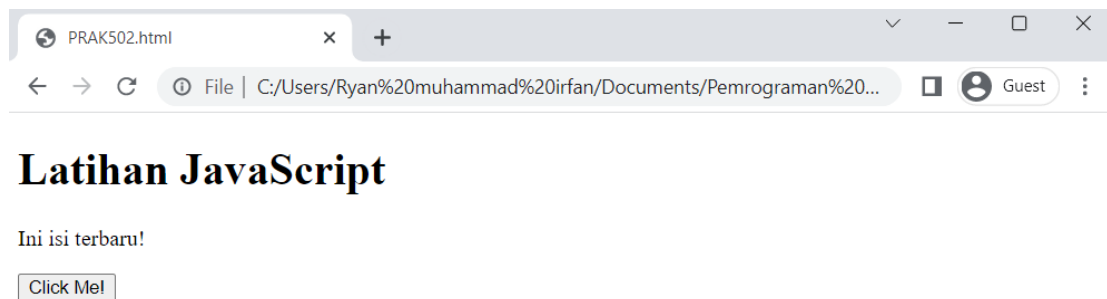 PRAK502.html
File | C:/Users/Ryan%20muhammad%20irfan/Documents/Pemrograman%20... Guest
Latihan JavaScript
Ini isi terbaru!
Click Me!